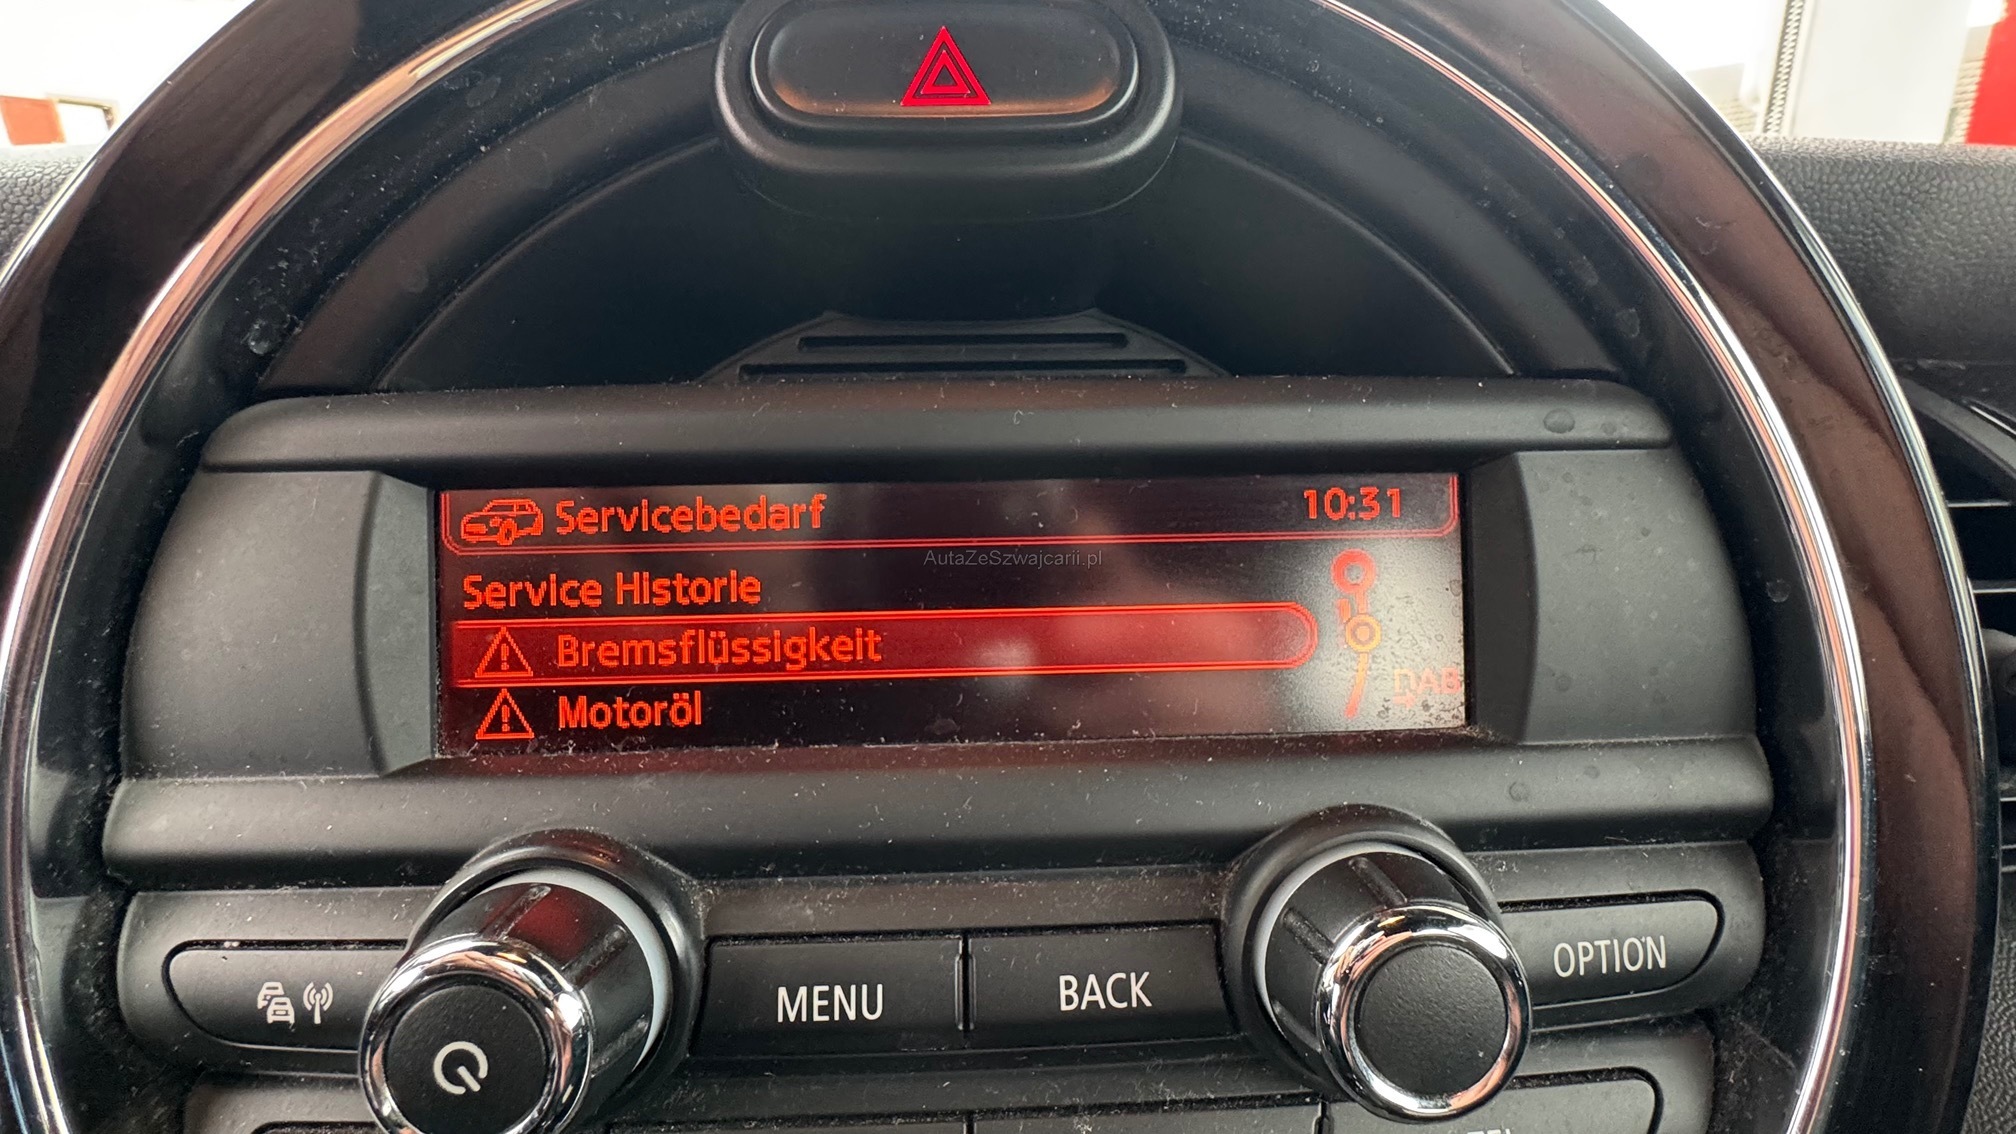 Servicebedarf 10:31
AutaZeSzwajcarii.pl
Service Historie
Bremsflüssigkeit
Motoröl
DAB
MENU
BACK
OPTION